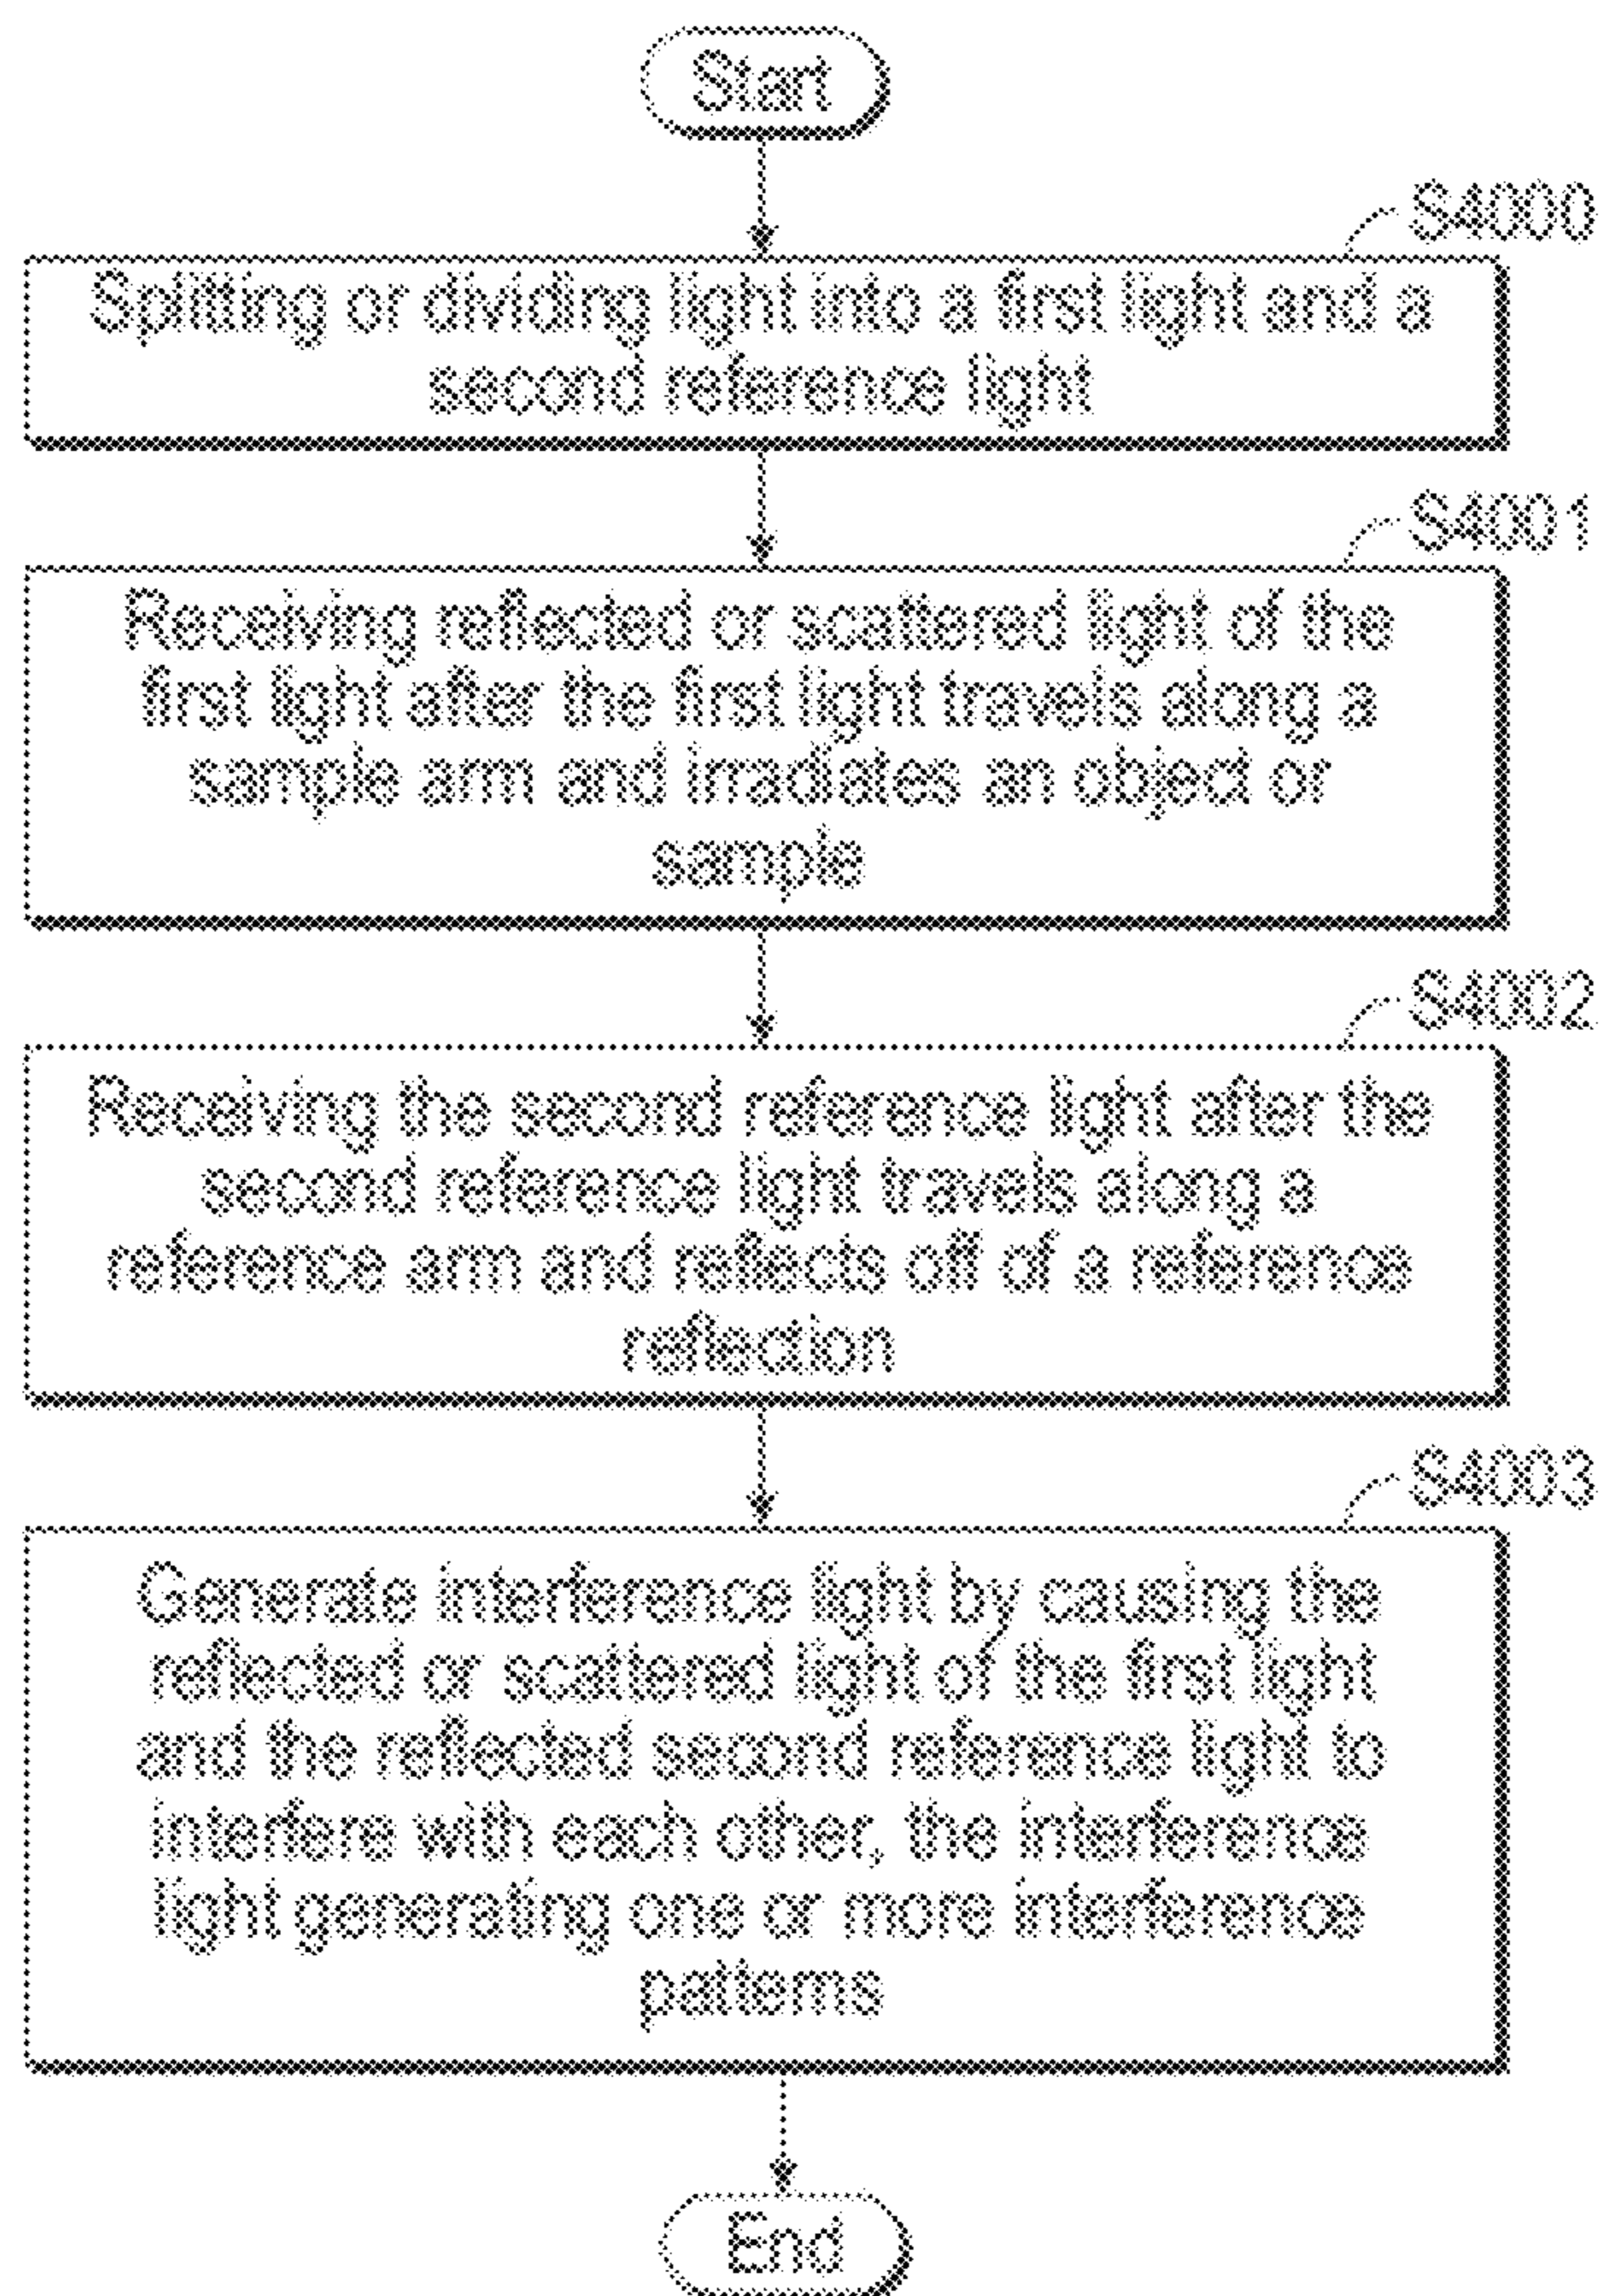 Start
S4000
Splitting or dividing light into a first light and a
second reference light
S4001
Receiving reflected or scattered light of the
first light after the first light travels along a
sample arm and irradiates an object or
sample
S4002
Receiving the second reference light after the
second reference light travels along a
reference arm and reflects off of a reference
reflection
S4003
Generate interference light by causing the
reflected or scattered light of the first light
and the reflected second reference light to
interfere with each other, the interference
light generating one or more interference
patterns
End